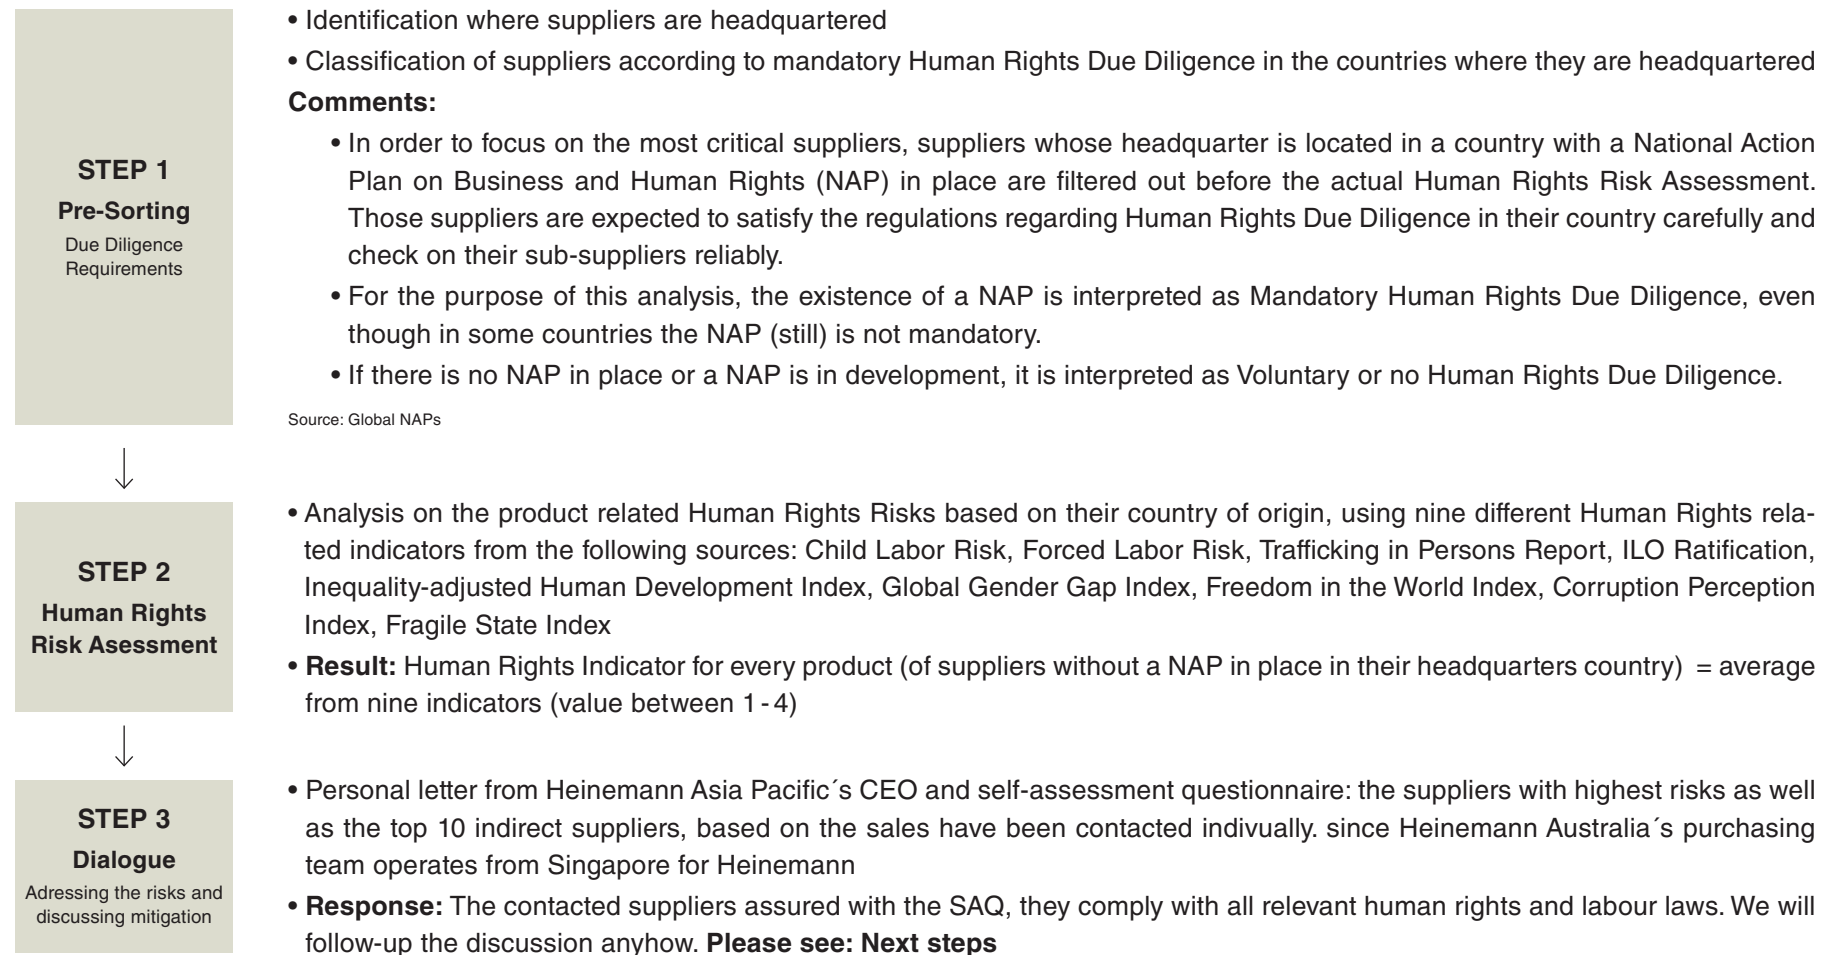 STEP 1
Pre-Sorting
Due Diligence
Requirements
• Identification where suppliers are headquartered
• Classification of suppliers according to mandatory Human Rights Due Diligence in the countries where they are headquartered
Comments:
• In order to focus on the most critical suppliers, suppliers whose headquarter is located in a country with a National Action
Plan on Business and Human Rights (NAP) in place are filtered out before the actual Human Rights Risk Assessment.
Those suppliers are expected to satisfy the regulations regarding Human Rights Due Diligence in their country carefully and
check on their sub-suppliers reliably.
• For the purpose of this analysis, the existence of a NAP is interpreted as Mandatory Human Rights Due Diligence, even
though in some countries the NAP (still) is not mandatory.
• If there is no NAP in place or a NAP is in development, it is interpreted as Voluntary or no Human Rights Due Diligence.
Source: Global NAPs
STEP 2
Human Rights
Risk Asessment
• Analysis on the product related Human Rights Risks based on their country of origin, using nine different Human Rights rela-
ted indicators from the following sources: Child Labor Risk, Forced Labor Risk, Trafficking in Persons Report, ILO Ratification,
Inequality-adjusted Human Development Index, Global Gender Gap Index, Freedom in the World Index, Corruption Perception
Index, Fragile State Index
• Result: Human Rights Indicator for every product (of suppliers without a NAP in place in their headquarters country) = average
from nine indicators (value between 1 - 4)
STEP 3
Dialogue
Adressing the risks and
discussing mitigation
• Personal letter from Heinemann Asia Pacific´s CEO and self-assessment questionnaire: the suppliers with highest risks as well
as the top 10 indirect suppliers, based on the sales have been contacted indivually. since Heinemann Australia´s purchasing
team operates from Singapore for Heinemann
• Response: The contacted suppliers assured with the SAQ, they comply with all relevant human rights and labour laws. We will
follow-up the discussion anyhow. Please see: Next steps